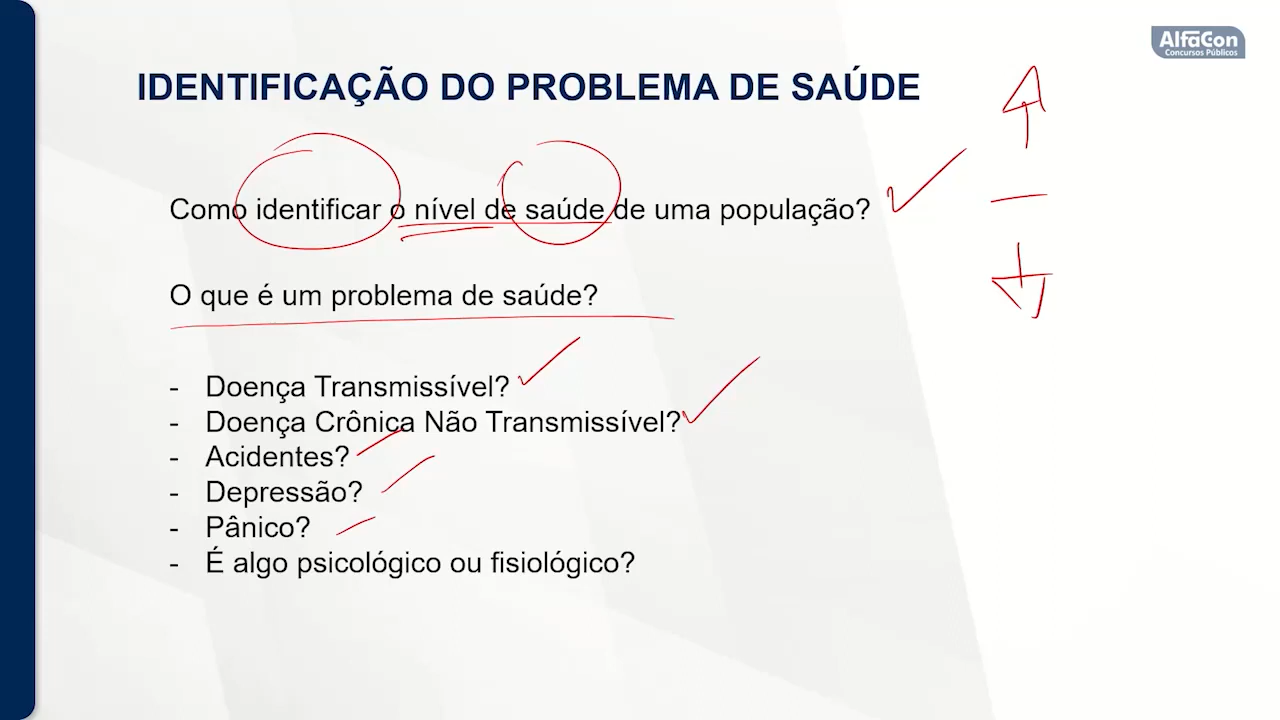 AlfaCon
Concursos Públicos
IDENTIFICAÇÃO DO PROBLEMA DE SAÚDE
Como identificar o nível de saúde de uma população?
O que é um problema de saúde?
- Doença Transmissível?
- Doença Crônica Não Transmissível?
- Acidentes?
- Depressão?
- Pânico?
- É algo psicológico ou fisiológico?